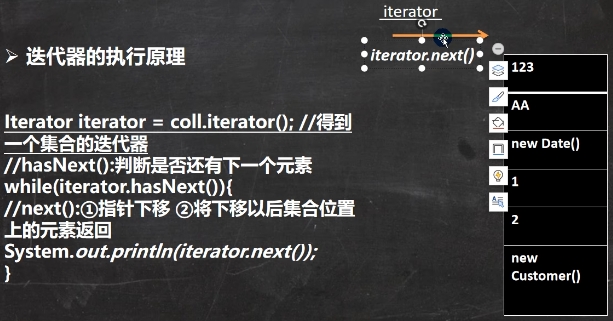 iterator
iterator.next()
➢ 迭代器的执行原理
123
AA
new Date()
1
2
new
Customer()
Iterator iterator = coll.iterator(); //得到
一个集合的迭代器
//hasNext():判断是否还有下一个元素
while(iterator.hasNext()){
//next():①指针下移 ②将下移以后集合位置
上的元素返回
System.out.println(iterator.next());
}